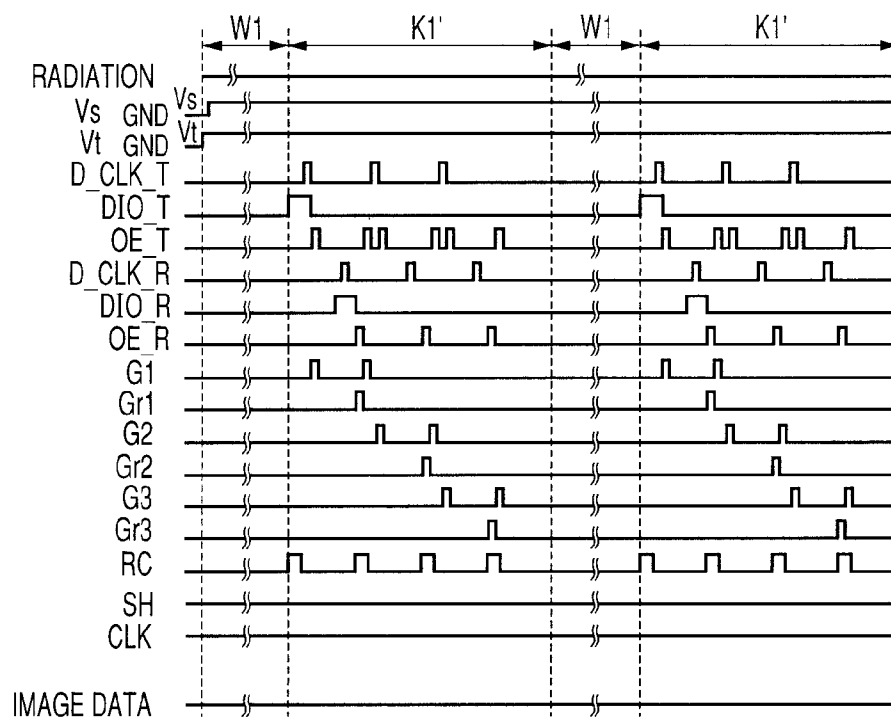 W1 K1' W1 K1'
RADIATION
Vs GND Vs
Vt GND Vt
D_CLK_T
DIO_T
OE_T
D_CLK_R
DIO_R
OE_R
G1
Gr1
G2
Gr2
G3
Gr3
RC
SH
CLK
IMAGE DATA